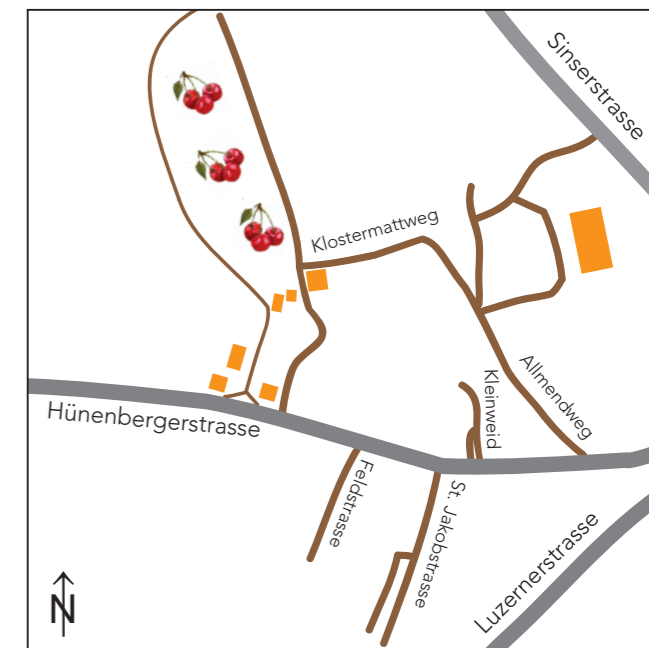 Sinserstrasse
Klostermattweg
Allmendweg
Kleinweid
Hünenbergerstrasse
Feldstrasse
St. Jakobstrasse
Luzernerstrasse
N